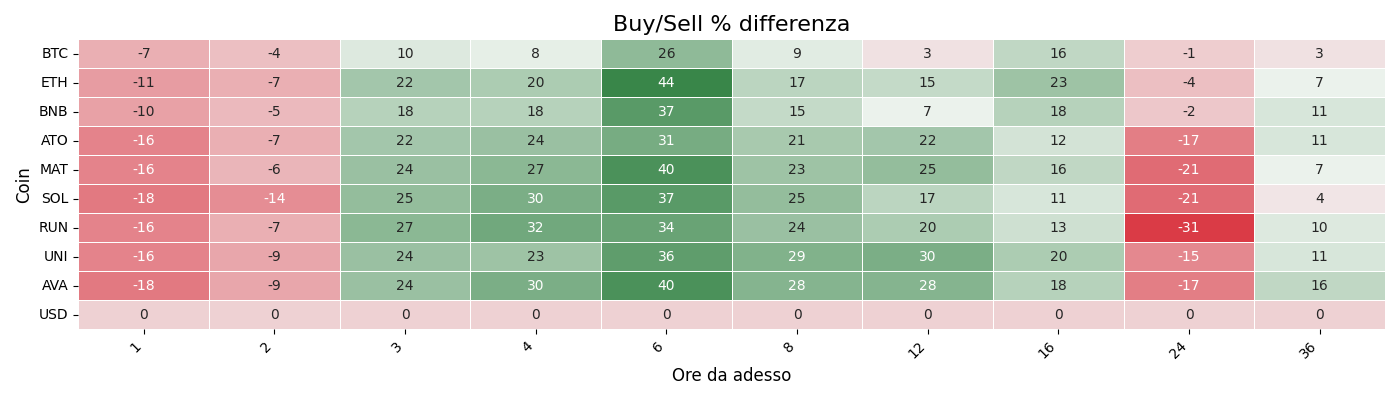 Buy/Sell % differenza
BTC -7 -4 10 8 26 9 3 16 -1 3
ETH -11 -7 22 20 44 17 15 23 -4 7
BNB -10 -5 18 18 37 15 7 18 -2 11
ATO -16 -7 22 24 31 21 22 12 -17 11
MAT -16 -6 24 27 40 23 25 16 -21 7
SOL -18 -14 25 30 37 25 17 11 -21 4
RUN -16 -7 27 32 34 24 20 13 -31 10
UNI -16 -9 24 23 36 29 30 20 -15 11
AVA -18 -9 24 30 40 28 28 18 -17 16
USD 0 0 0 0 0 0 0 0 0 0
Coin
1 2 3 4 6 8 12 16 24 36
Ore da adesso